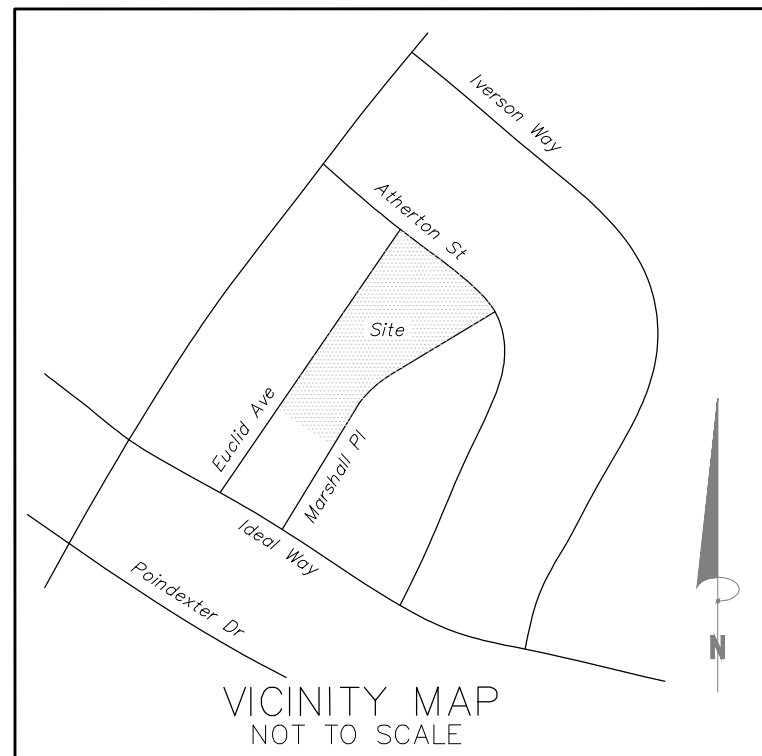 Iverson Way
Atherton St
Site
Euclid Ave
Marshall Pl
Ideal Way
Poindexter Dr
N
VICINITY MAP
NOT TO SCALE